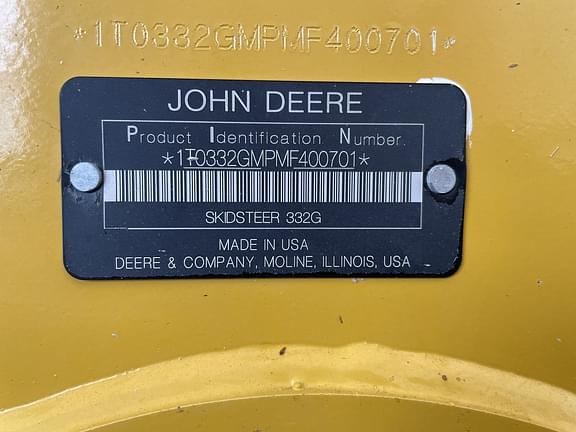 *1T0332GMPMF400701*
JOHN DEERE
Product Identification Number.
*1T0332GMPMF400701*
SKIDSTEER 332G
MADE IN USA
DEERE & COMPANY, MOLINE, ILLINOIS, USA